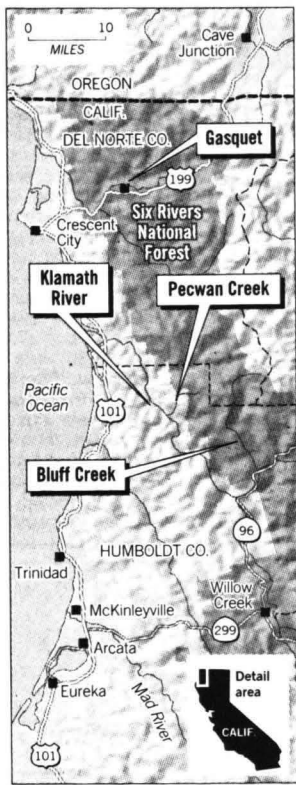 0 10
MILES
Cave
Junction
OREGON
CALIF.
DEL NORTE CO.
Gasquet
199
Six Rivers
National
Forest
Crescent
City
Klamath
River
Pecwan Creek
Pacific
Ocean
101
Bluff Creek
96
HUMBOLDT CO.
Trinidad
Willow
Creek
McKinleyville
299
Arcata
Eureka
Mad River
Detail
area
CALIF.
101